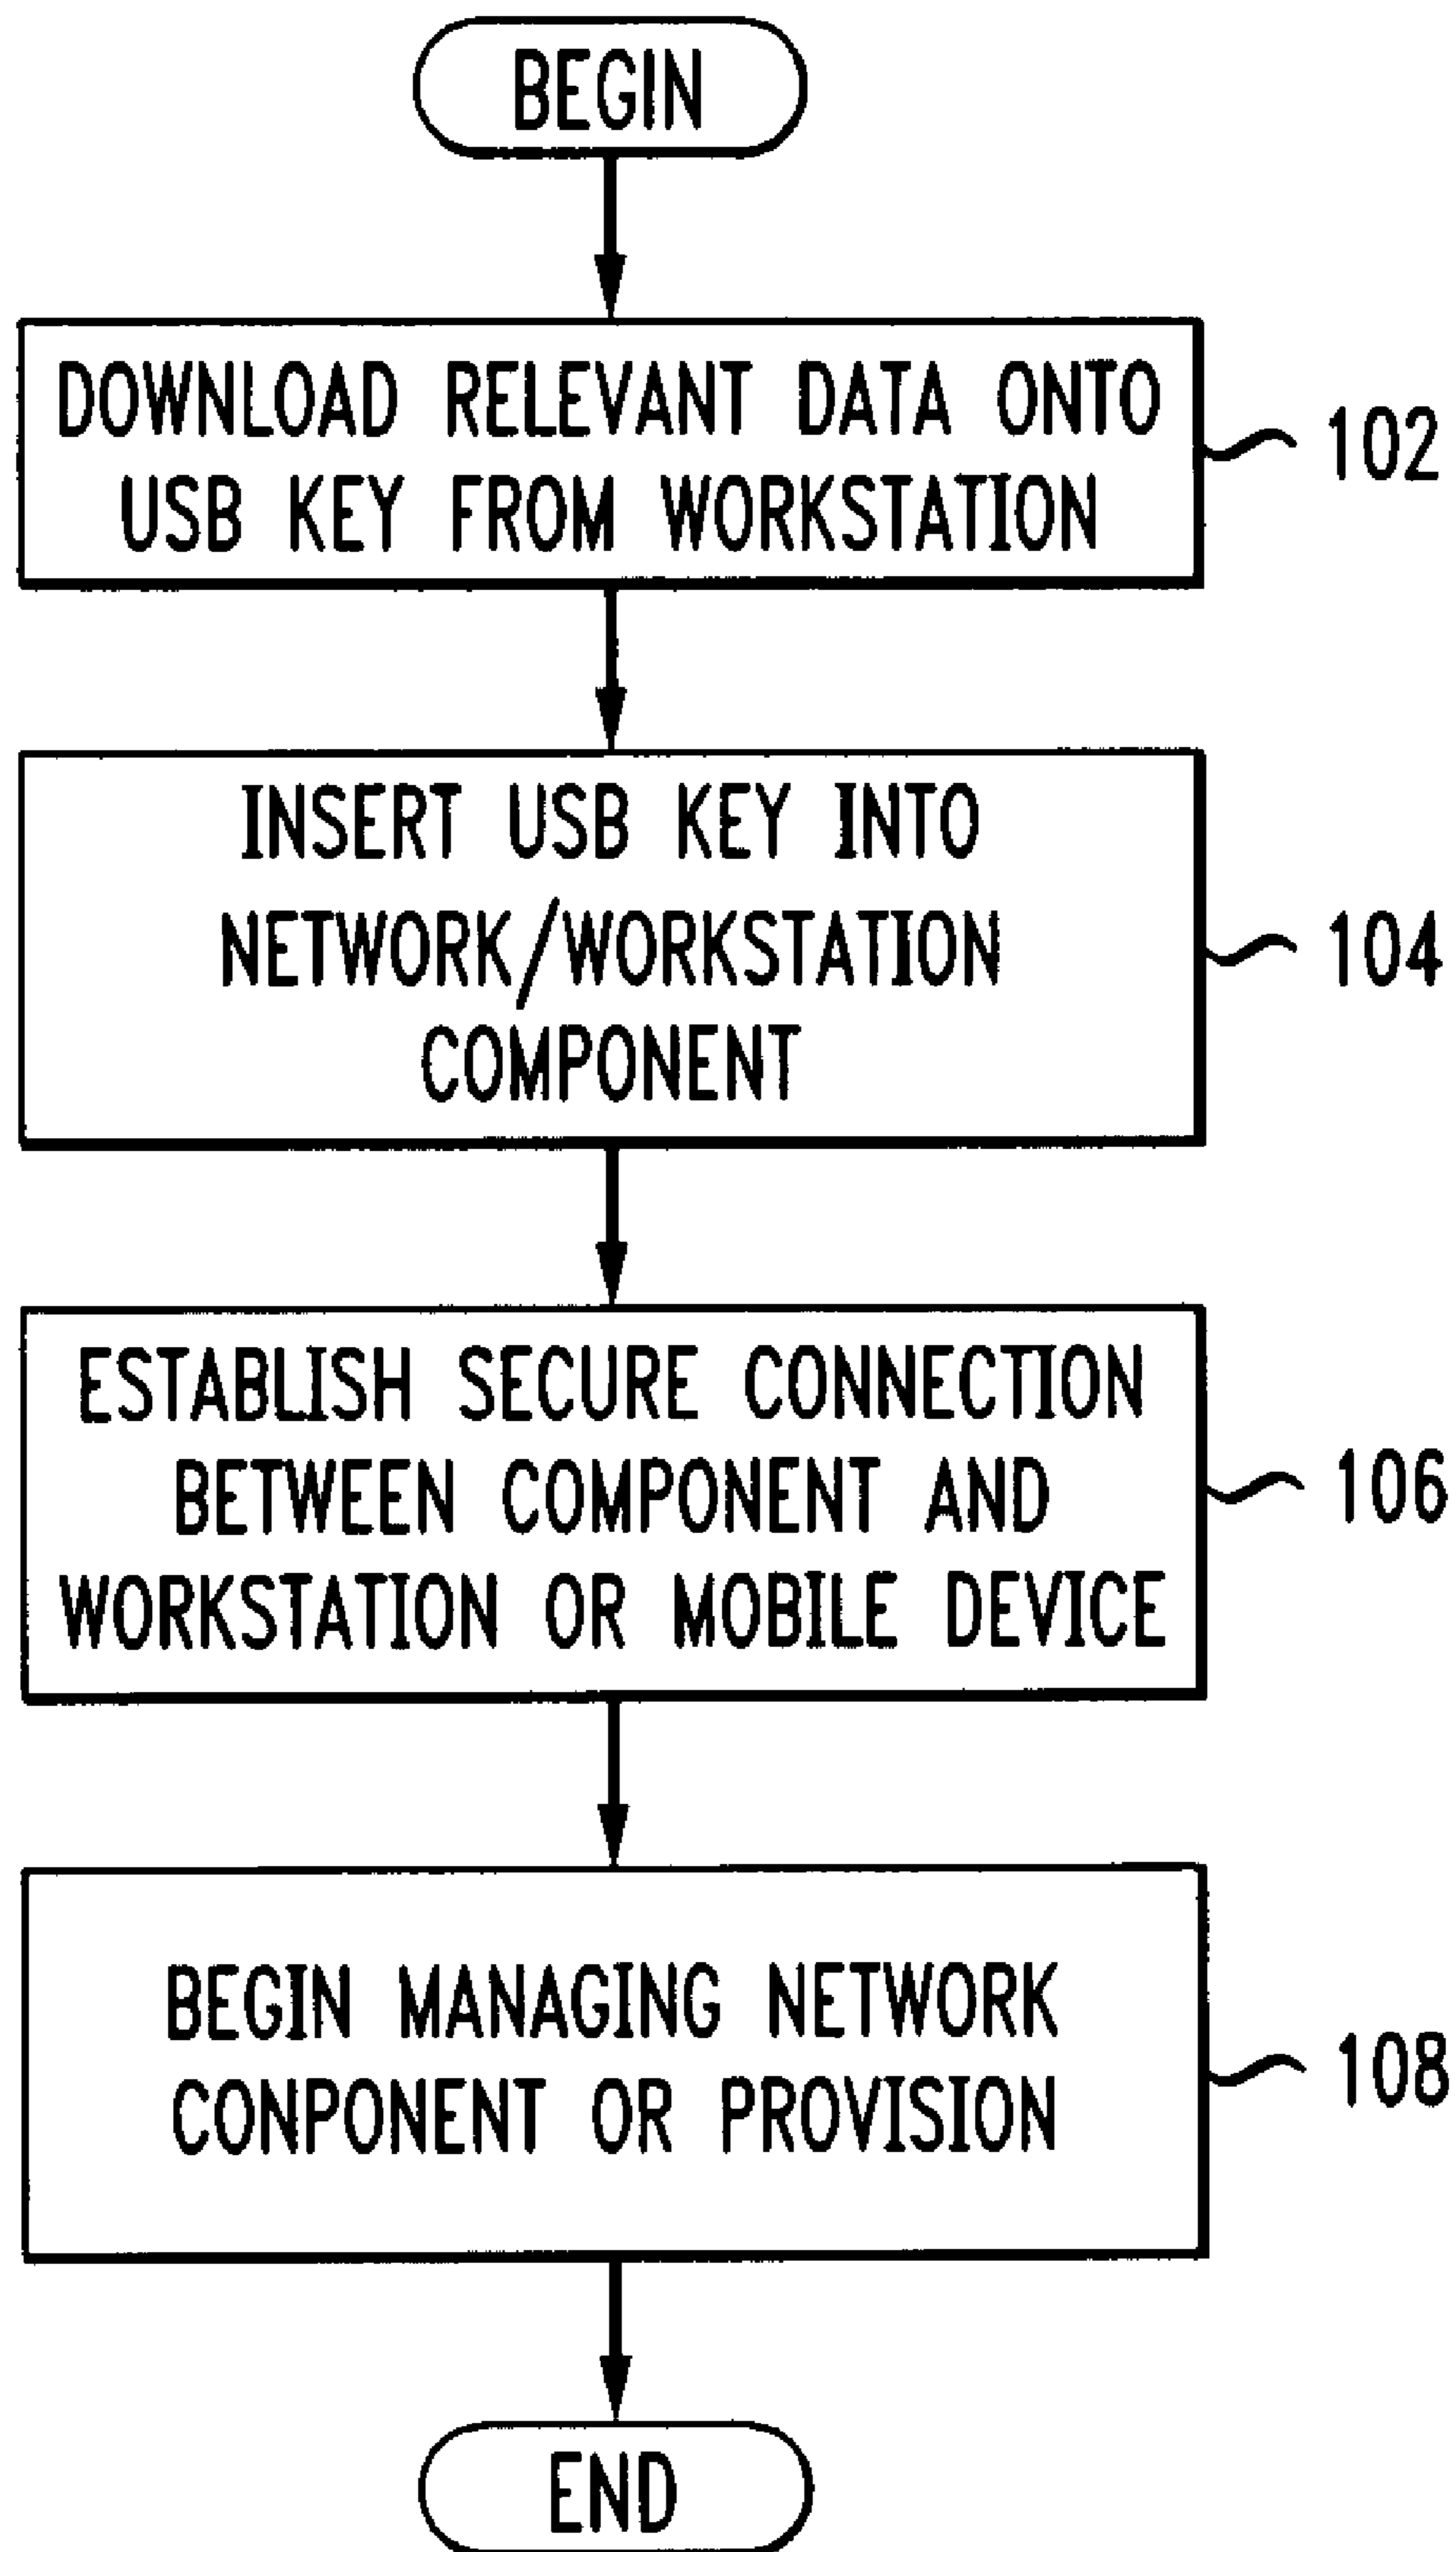 BEGIN
DOWNLOAD RELEVANT DATA ONTO
USB KEY FROM WORKSTATION
102
INSERT USB KEY INTO
NETWORK/WORKSTATION
COMPONENT
104
ESTABLISH SECURE CONNECTION
BETWEEN COMPONENT AND
WORKSTATION OR MOBILE DEVICE
106
BEGIN MANAGING NETWORK
CONPONENT OR PROVISION
108
END